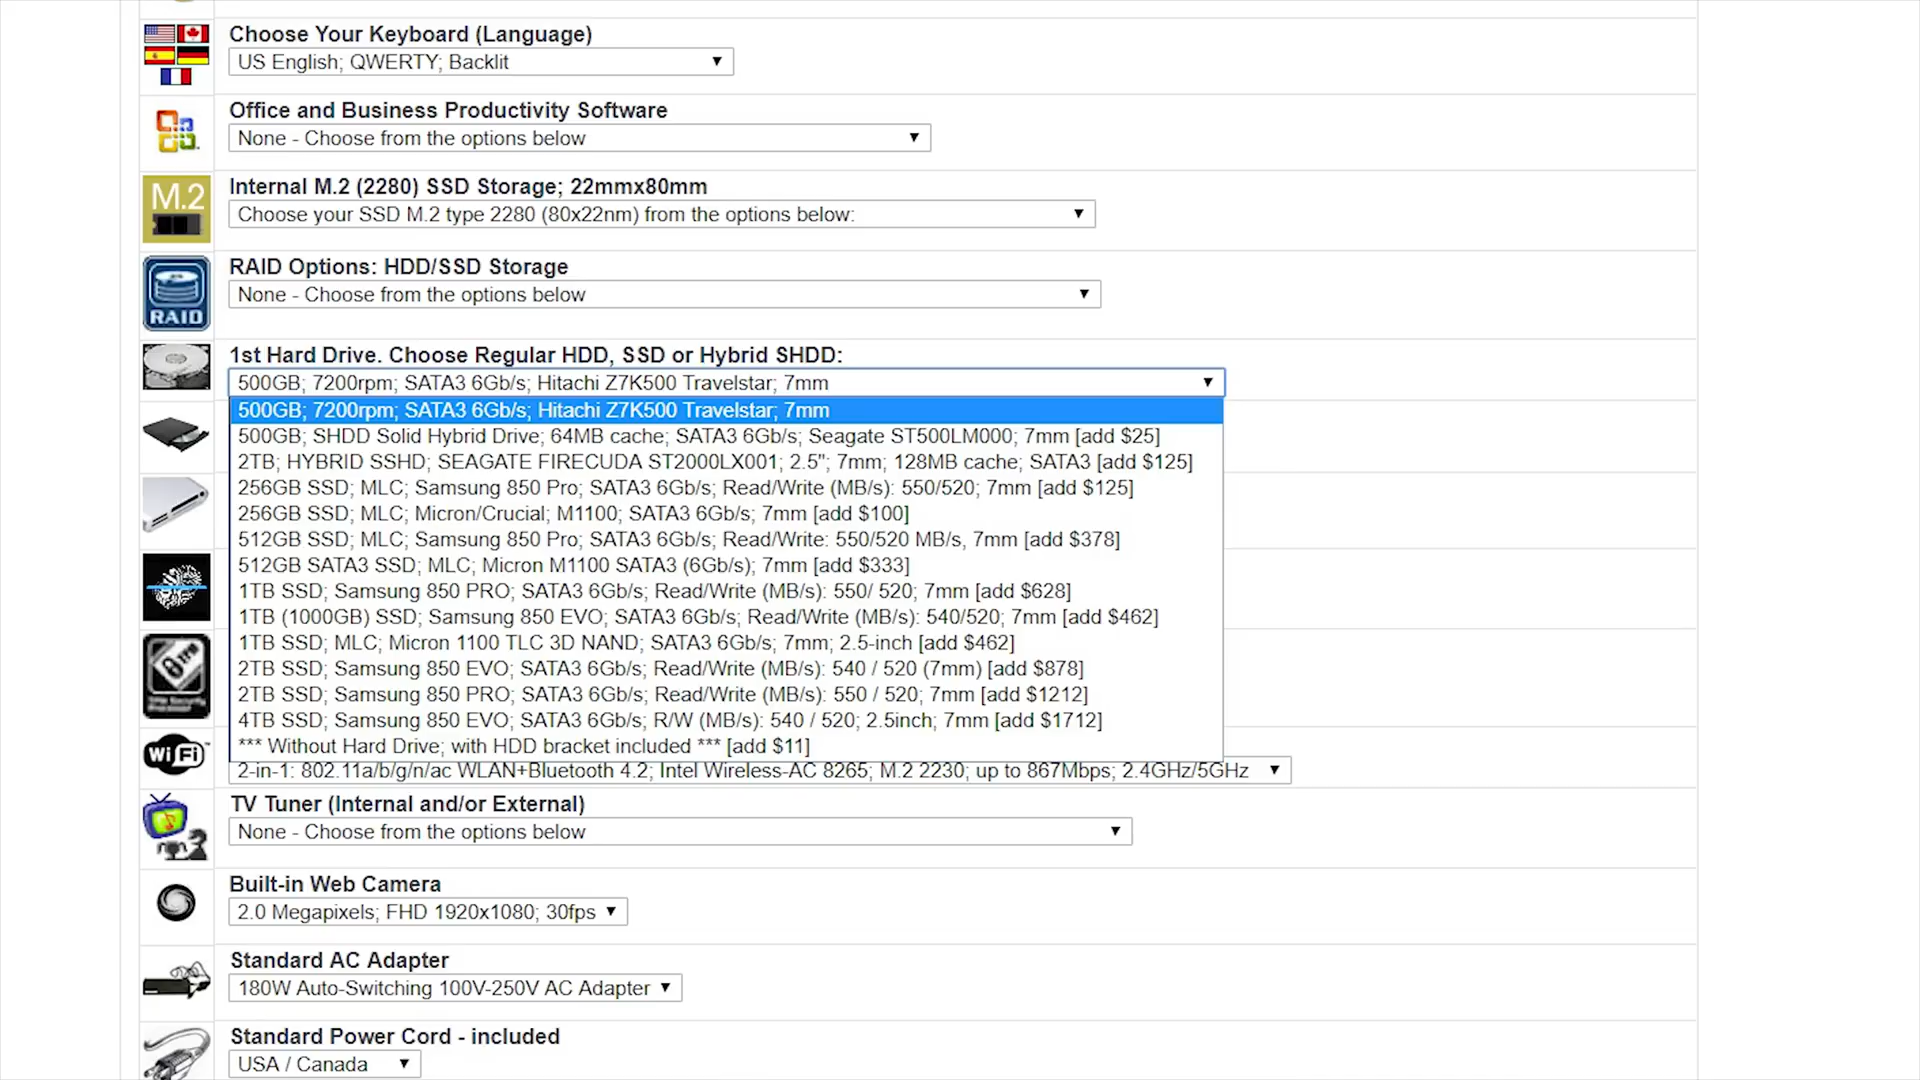 Choose Your Keyboard (Language)
US English; QWERTY; Backlit
Office and Business Productivity Software
None - Choose from the options below
Internal M.2 (2280) SSD Storage; 22mmx80mm
M.2
Choose your SSD M.2 type 2280 (80x22nm) from the options below:
RAID Options: HDD/SSD Storage
None - Choose from the options below
RAID
1st Hard Drive. Choose Regular HDD, SSD or Hybrid SHDD:
500GB; 7200rpm; SATA3 6Gb/s; Hitachi Z7K500 Travelstar; 7mm
500GB; 7200rpm; SATA3 6Gb/s; Hitachi Z7K500 Travelstar; 7mm
500GB; SHDD Solid Hybrid Drive; 64MB cache; SATA3 6Gb/s; Seagate ST500LM000; 7mm [add $25]
2TB; HYBRID SSHD; SEAGATE FIRECUDA ST2000LX001; 2.5"; 7mm; 128MB cache; SATA3 [add $125]
256GB SSD; MLC; Samsung 850 Pro; SATA3 6Gb/s; Read/Write (MB/s): 550/520; 7mm [add $125]
256GB SSD; MLC; Micron/Crucial; M1100; SATA3 6Gb/s; 7mm [add $100]
512GB SSD; MLC; Samsung 850 Pro; SATA3 6Gb/s; Read/Write: 550/520 MB/s, 7mm [add $378]
512GB SATA3 SSD; MLC; Micron M1100 SATA3 (6Gb/s); 7mm [add $333]
1TB SSD; Samsung 850 PRO; SATA3 6Gb/s; Read/Write (MB/s): 550/ 520; 7mm [add $628]
1TB (1000GB) SSD; Samsung 850 EVO; SATA3 6Gb/s; Read/Write (MB/s): 540/520; 7mm [add $462]
1TB SSD; MLC; Micron 1100 TLC 3D NAND; SATA3 6Gb/s; 7mm; 2.5-inch [add $462]
2TB SSD; Samsung 850 EVO; SATA3 6Gb/s; Read/Write (MB/s): 540 / 520 (7mm) [add $878]
2TB SSD; Samsung 850 PRO; SATA3 6Gb/s; Read/Write (MB/s): 550 / 520; 7mm [add $1212]
4TB SSD; Samsung 850 EVO; SATA3 6Gb/s; R/W (MB/s): 540 / 520; 2.5inch; 7mm [add $1712]
*** Without Hard Drive; with HDD bracket included *** [add $11]
Wi Fi
2-in-1: 802.11a/b/g/n/ac WLAN+Bluetooth 4.2; Intel Wireless-AC 8265; M.2 2230; up to 867Mbps; 2.4GHz/5GHz
TV Tuner (Internal and/or External)
None - Choose from the options below
Built-in Web Camera
2.0 Megapixels; FHD 1920x1080; 30fps
Standard AC Adapter
180W Auto-Switching 100V-250V AC Adapter
Standard Power Cord - included
USA / Canada